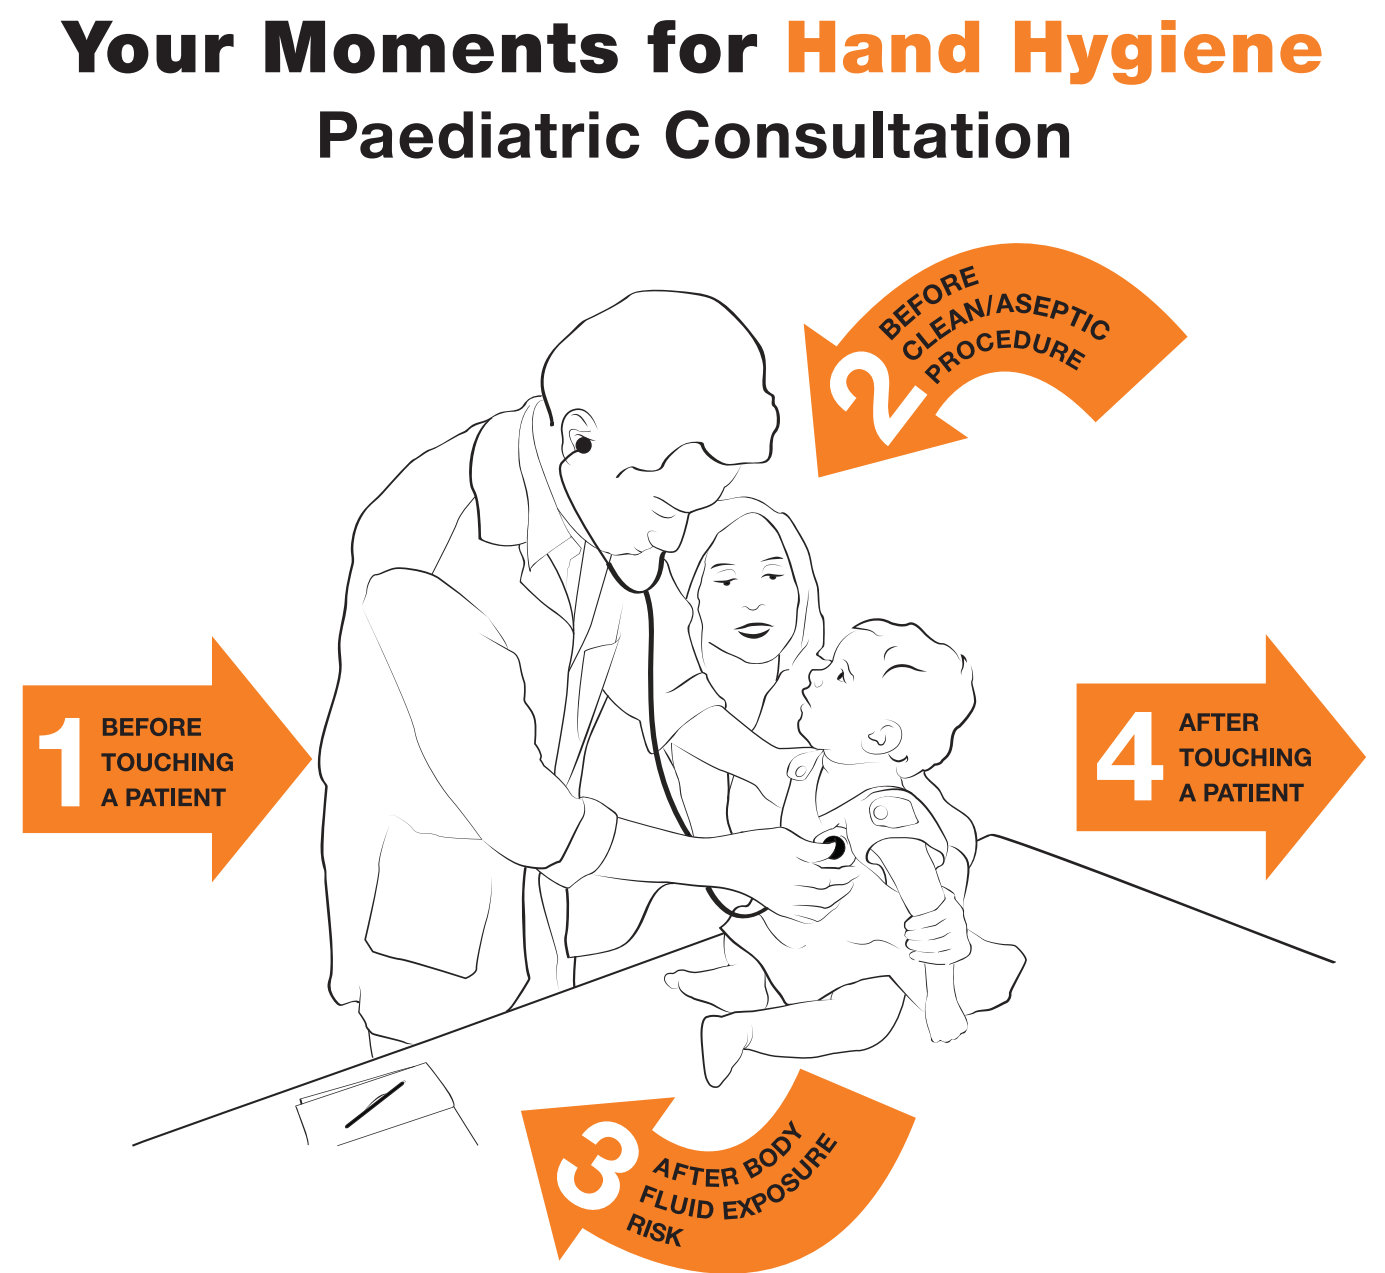 Your Moments for Hand Hygiene
Paediatric Consultation
2
BEFORE
CLEAN/ASEPTIC
PROCEDURE
1
BEFORE
TOUCHING
A PATIENT
4
AFTER
TOUCHING
A PATIENT
3
AFTER BODY
FLUID EXPOSURE
RISK